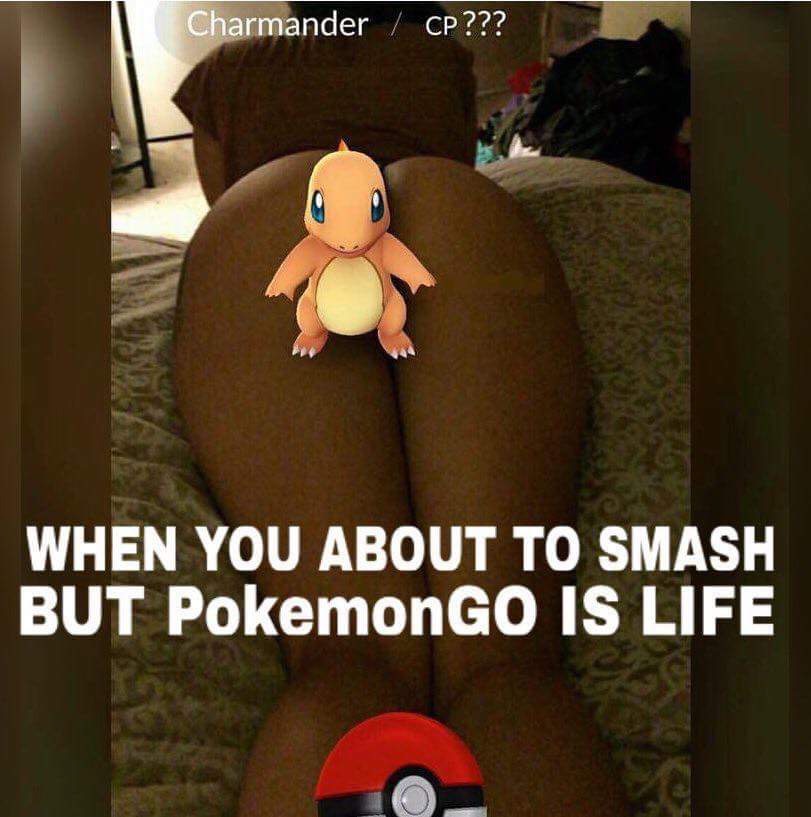 Charmander / CP ???
WHEN YOU ABOUT TO SMASH
BUT PokemonGO IS LIFE